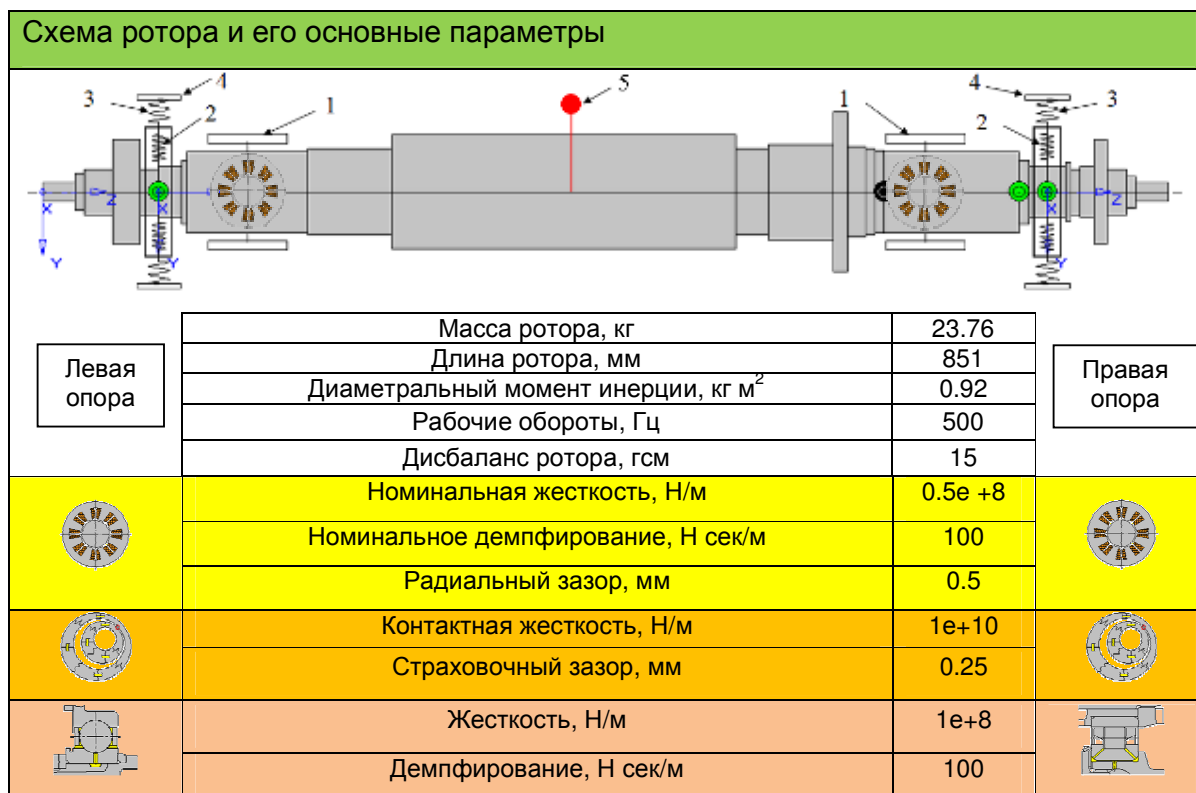 Схема ротора и его основные параметры
4
3
2
1
5
1
4
3
2
X
Z
Y
X
Y
X
Z
Y
Левая
опора
Масса ротора, кг 23.76
Длина ротора, мм 851
Диаметральный момент инерции, кг м² 0.92
Рабочие обороты, Гц 500
Дисбаланс ротора, гсм 15
Правая
опора
Номинальная жесткость, Н/м 0.5e +8
Номинальное демпфирование, Н сек/м 100
Радиальный зазор, мм 0.5
Контактная жесткость, Н/м 1e+10
Страховочный зазор, мм 0.25
Жесткость, Н/м 1e+8
Демпфирование, Н сек/м 100